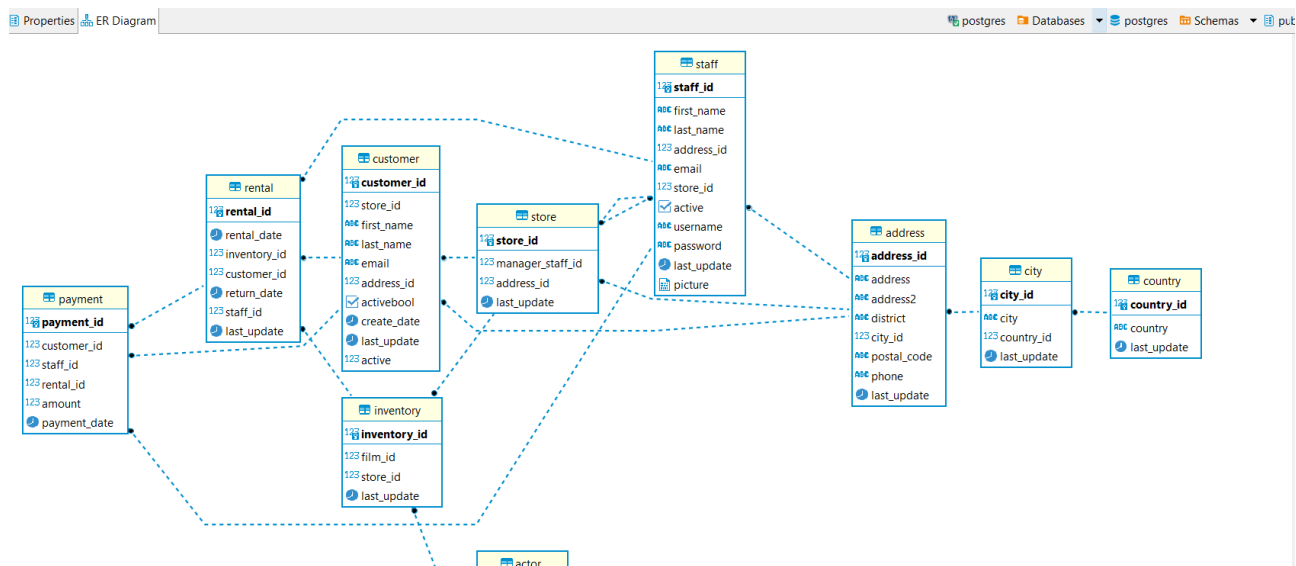 Properties ER Diagram postgres Databases postgres Schemas pub
staff
staff_id
first_name
last_name
address_id
email
store_id
active
username
password
last_update
picture
customer
customer_id
store_id
first_name
last_name
email
address_id
activebool
create_date
last_update
active
rental
rental_id
rental_date
inventory_id
customer_id
return_date
staff_id
last_update
store
store_id
manager_staff_id
address_id
last_update
address
address_id
address
address2
district
city_id
postal_code
phone
last_update
city
city_id
city
country_id
last_update
country
country_id
country
last_update
payment
payment_id
customer_id
staff_id
rental_id
amount
payment_date
inventory
inventory_id
film_id
store_id
last_update
actor